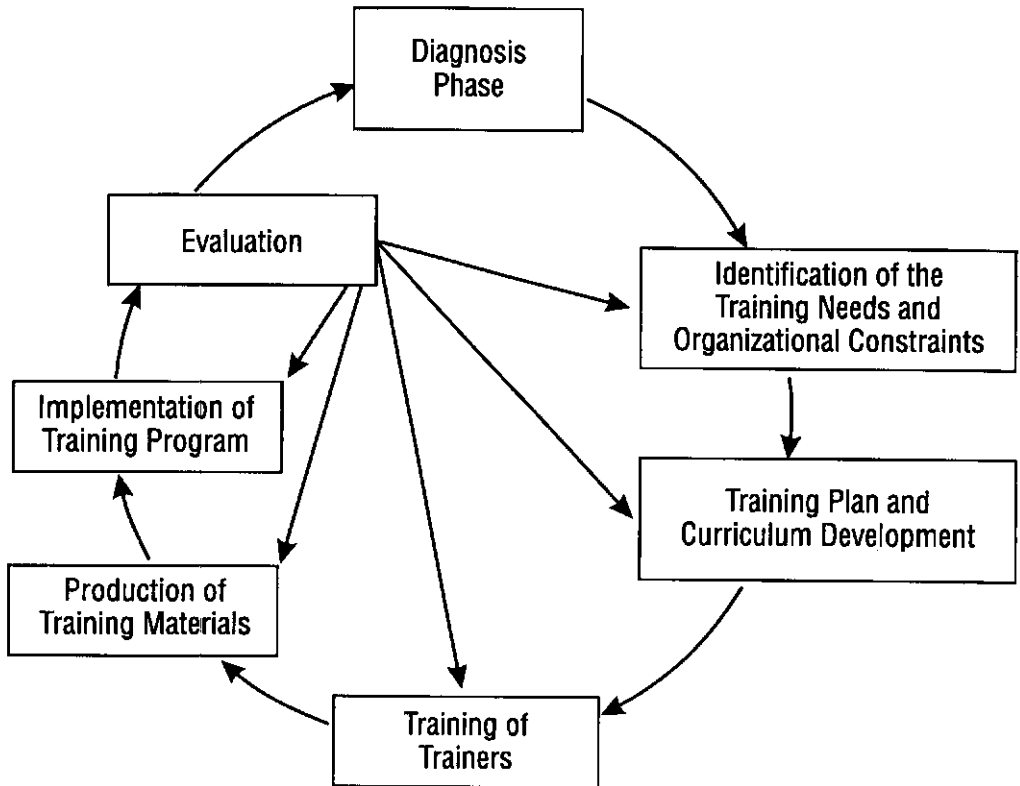 Diagnosis
Phase
Evaluation
Identification of the
Training Needs and
Organizational Constraints
Implementation of
Training Program
Training Plan and
Curriculum Development
Production of
Training Materials
Training of
Trainers